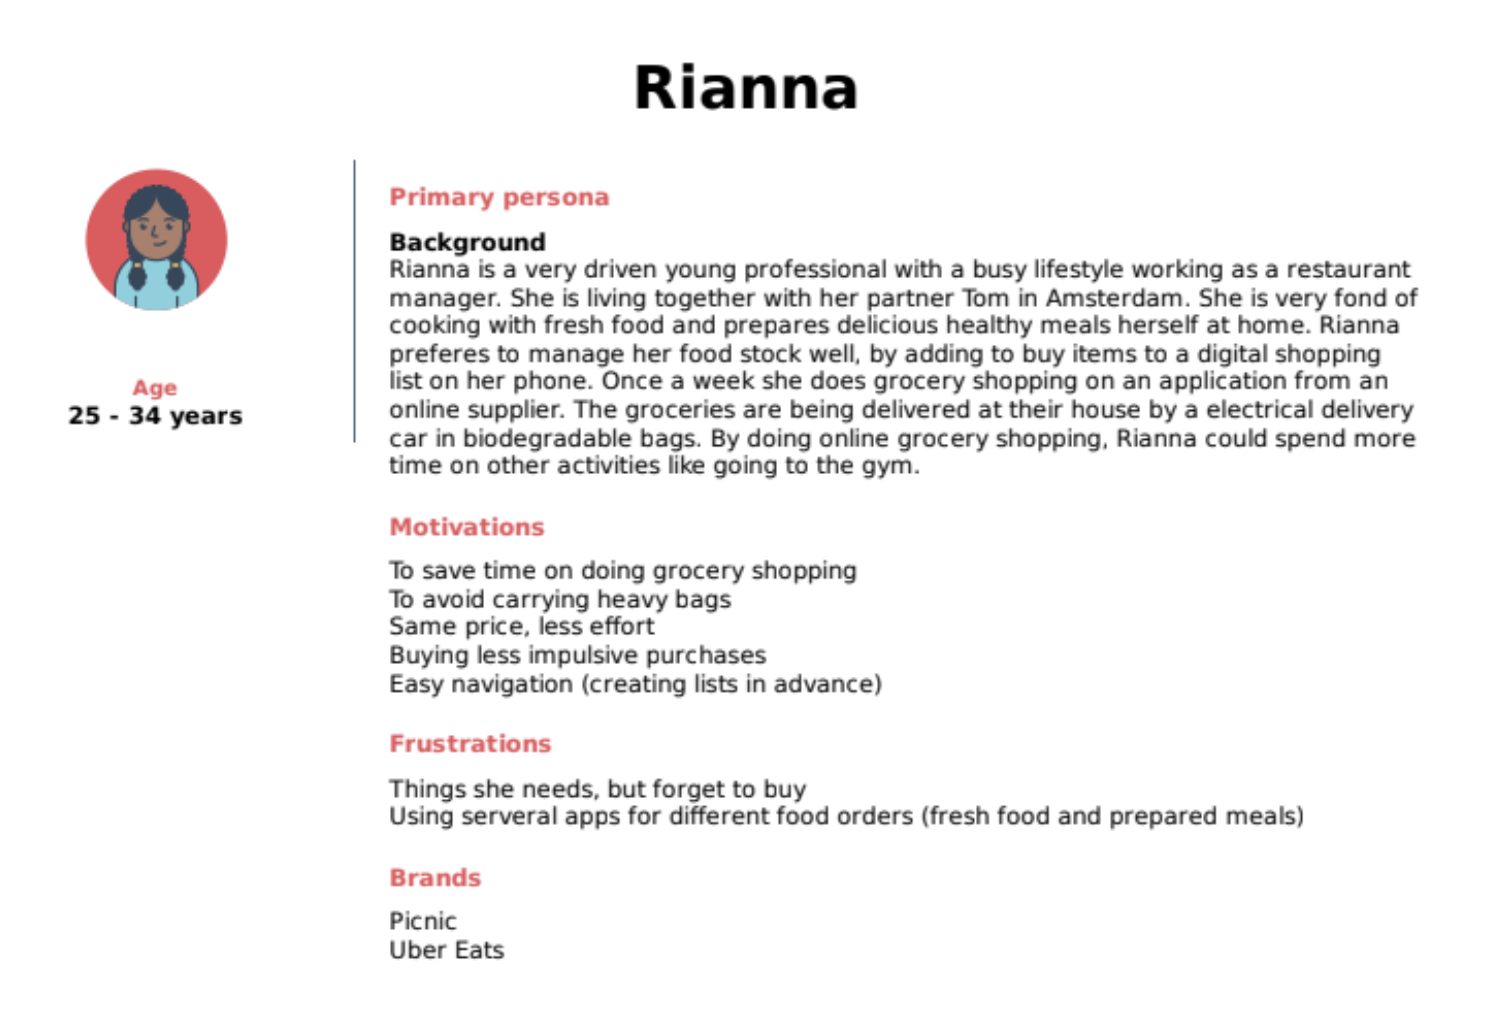 Rianna
Age
25 - 34 years
Primary persona
Background
Rianna is a very driven young professional with a busy lifestyle working as a restaurant
manager. She is living together with her partner Tom in Amsterdam. She is very fond of
cooking with fresh food and prepares delicious healthy meals herself at home. Rianna
preferes to manage her food stock well, by adding to buy items to a digital shopping
list on her phone. Once a week she does grocery shopping on an application from an
online supplier. The groceries are being delivered at their house by a electrical delivery
car in biodegradable bags. By doing online grocery shopping, Rianna could spend more
time on other activities like going to the gym.
Motivations
To save time on doing grocery shopping
To avoid carrying heavy bags
Same price, less effort
Buying less impulsive purchases
Easy navigation (creating lists in advance)
Frustrations
Things she needs, but forget to buy
Using serveral apps for different food orders (fresh food and prepared meals)
Brands
Picnic
Uber Eats